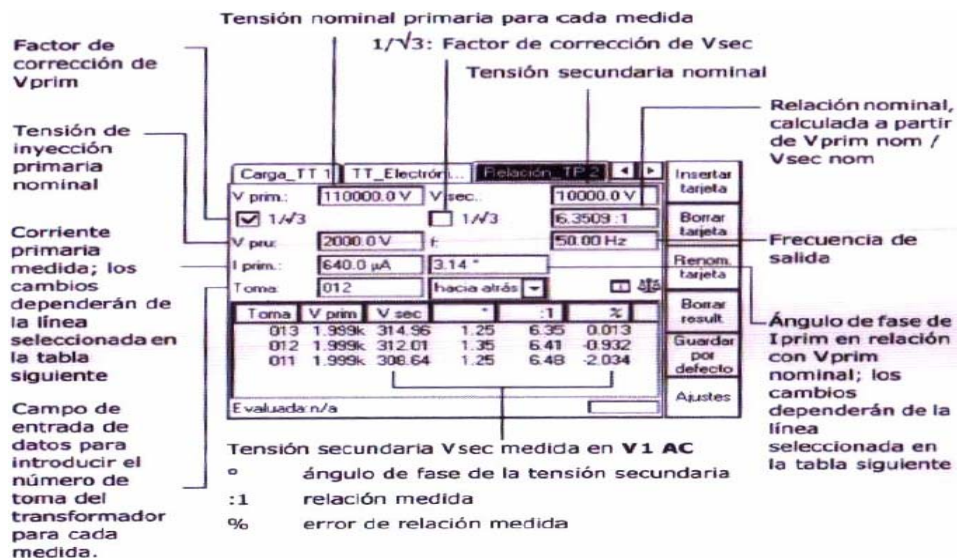 Tensión nominal primaria para cada medida
Factor de
corrección de
Vprim
1/√3: Factor de corrección de Vsec
Tensión secundaria nominal
Relación nominal,
calculada a partir
de Vprim nom /
Vsec nom
Tensión de
inyección
primaria
nominal
Corriente
primaria
medida; los
cambios
dependerán de
la línea
seleccionada en
la tabla
siguiente
Campo de
entrada de
datos para
introducir el
número de
toma del
transformador
para cada
medida.
Carga_TT 1 TT_Electrón... Relación_TP 2
V prim.: 110000.0 V V sec.: 10000.0 V
1/√3 1/√3 6.3509 :1
V pru: 2000.0 V f: 50.00 Hz
I prim.: 640.0 µA 3.14 °
Toma: 012 hacia atrás
Toma V prim V sec ° :1 %
013 1.999k 314.96 1.25 6.35 0.013
012 1.999k 312.01 1.35 6.41 -0.932
011 1.999k 308.64 1.25 6.48 -2.034
Evaluada:n/a
Insertar
tarjeta
Borrar
tarjeta
Renom.
tarjeta
Borrar
result.
Guardar
por
defecto
Ajustes
Frecuencia de
salida
Ángulo de fase de
Iprim en relación
con Vprim
nominal; los
cambios
dependerán de la
línea
seleccionada en
la tabla siguiente
Tensión secundaria Vsec medida en V1 AC
° ángulo de fase de la tensión secundaria
:1 relación medida
% error de relación medida